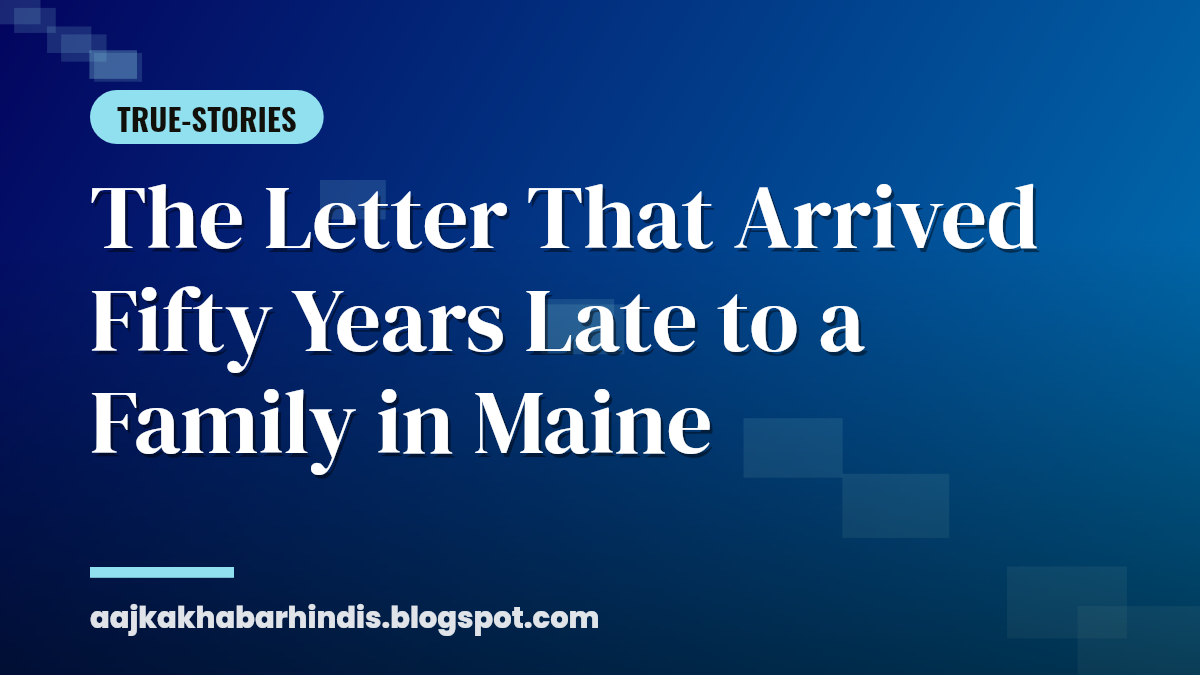 TRUE-STORIES
The Letter That Arrived
Fifty Years Late to a
Family in Maine
aajkakhabarhindis.blogspot.com